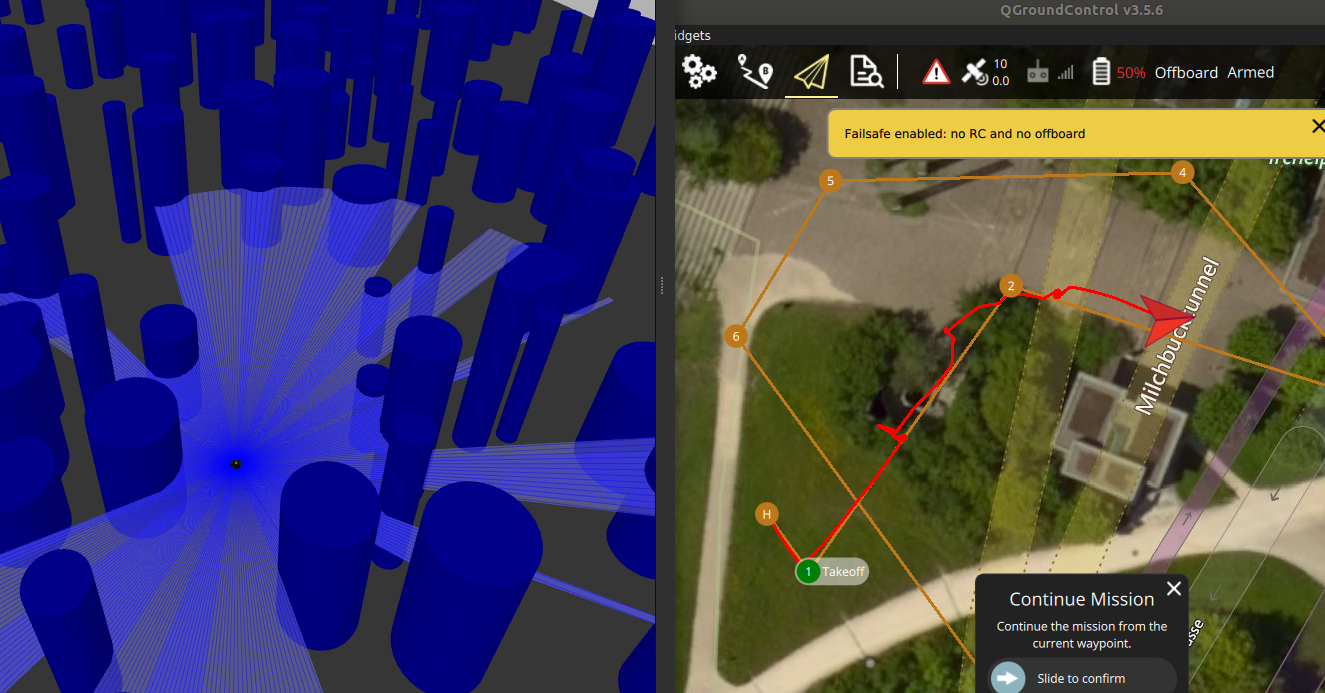 QGroundControl v3.5.6
idgets
B
10
0.0
50% Offboard Armed
Failsafe enabled: no RC and no offboard
5
4
2
Milchbucktunnel
6
H
1 Takeoff
Continue Mission
Continue the mission from the
current waypoint.
Slide to confirm
sse